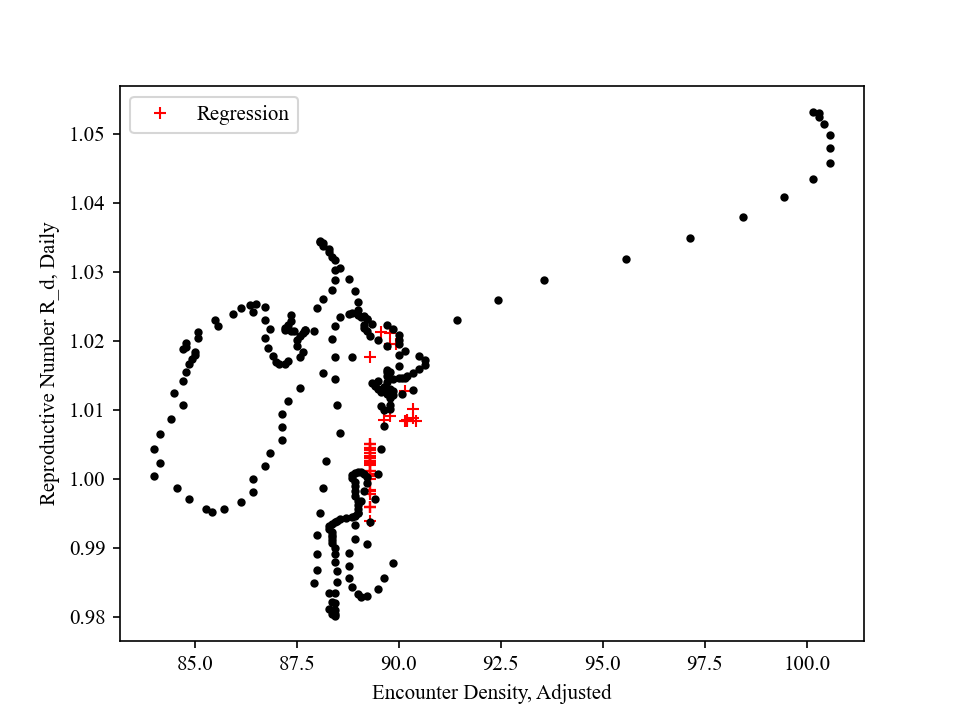 Regression
1.05
1.04
1.03
1.02
1.01
1.00
0.99
0.98
Reproductive Number R_d, Daily
85.0 87.5 90.0 92.5 95.0 97.5 100.0
Encounter Density, Adjusted